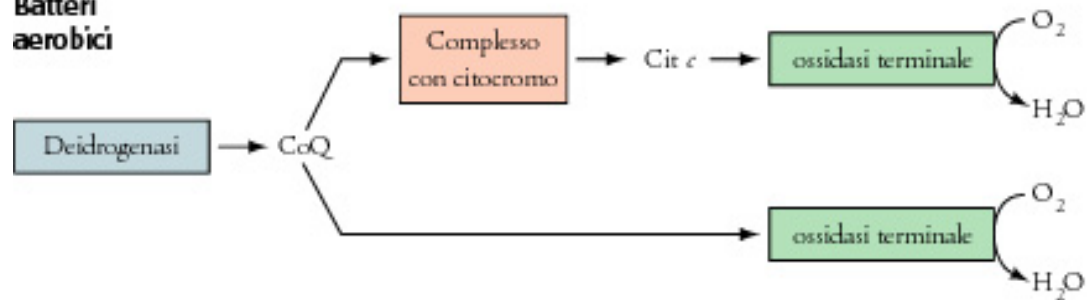 Batteri
aerobici
Complesso
con citocromo
Cit c
ossidasi terminale
O2
H2O
Deidrogenasi
CoQ
ossidasi terminale
O2
H2O